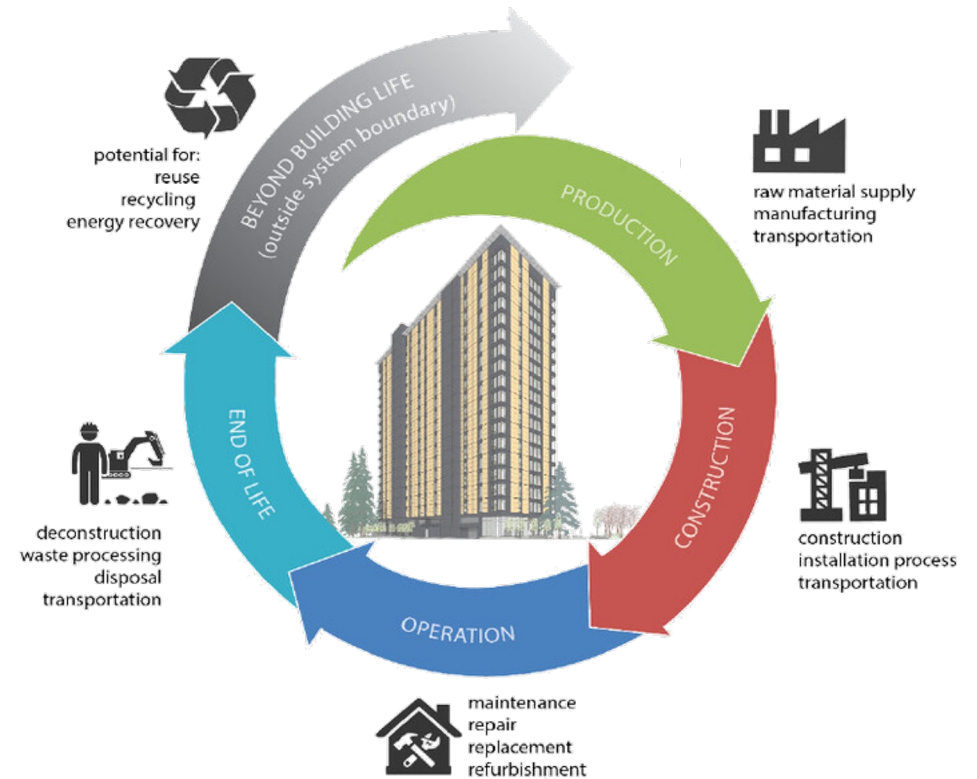 BEYOND BUILDING LIFE
(outside system boundary)
potential for:
reuse
recycling
energy recovery
PRODUCTION
raw material supply
manufacturing
transportation
CONSTRUCTION
construction
installation process
transportation
OPERATION
maintenance
repair
replacement
refurbishment
END OF LIFE
deconstruction
waste processing
disposal
transportation